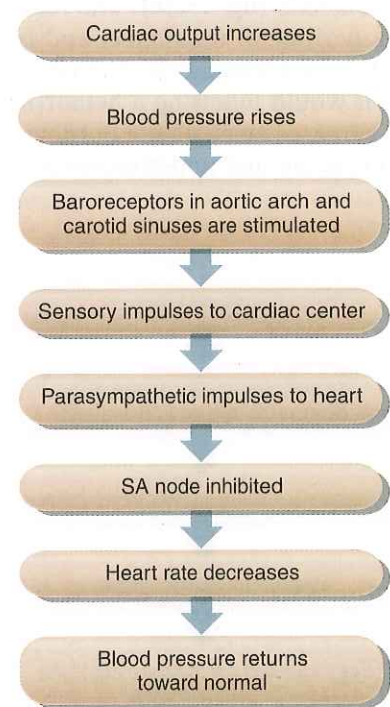 Cardiac output increases
Blood pressure rises
Baroreceptors in aortic arch and
carotid sinuses are stimulated
Sensory impulses to cardiac center
Parasympathetic impulses to heart
SA node inhibited
Heart rate decreases
Blood pressure returns
toward normal